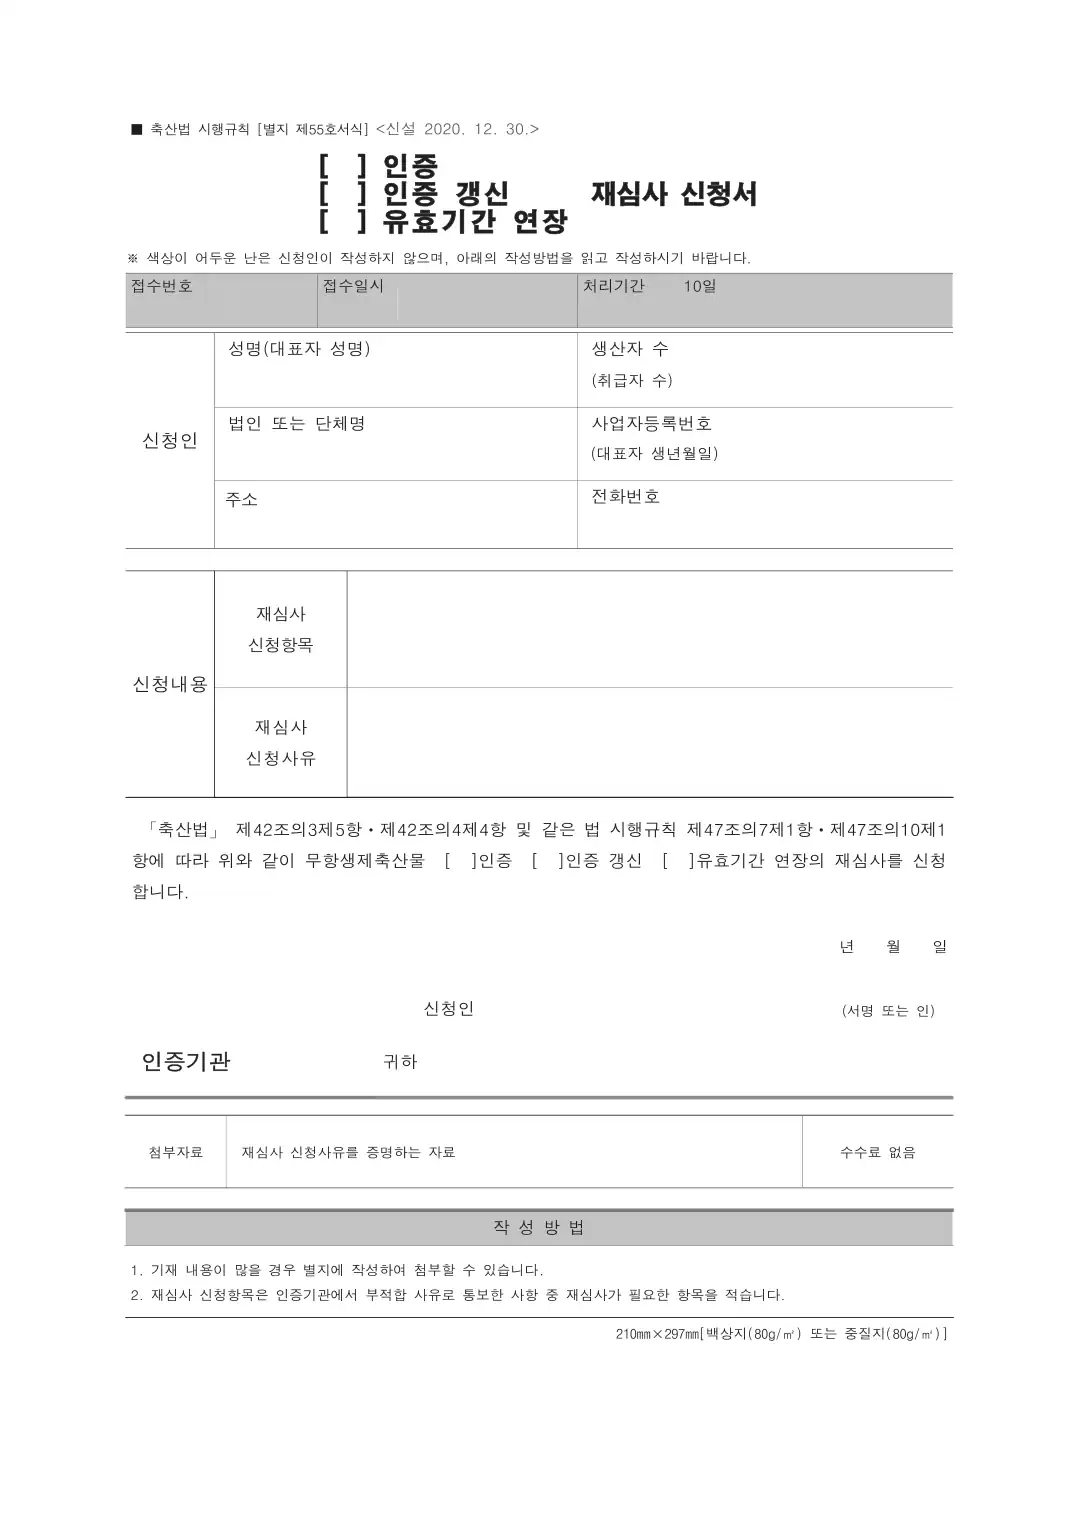 ■ 축산법 시행규칙 [별지 제55호서식] <신설 2020. 12. 30.>
[  ] 인증
[  ] 인증 갱신 재심사 신청서
[  ] 유효기간 연장
※ 색상이 어두운 난은 신청인이 작성하지 않으며, 아래의 작성방법을 읽고 작성하시기 바랍니다.
접수번호 접수일시 처리기간 10일
신청인
성명(대표자 성명) 생산자 수
(취급자 수)
법인 또는 단체명 사업자등록번호
(대표자 생년월일)
주소 전화번호
신청내용
재심사
신청항목
재심사
신청사유
「축산법」 제42조의3제5항·제42조의4제4항 및 같은 법 시행규칙 제47조의7제1항·제47조의10제1
항에 따라 위와 같이 무항생제축산물 [  ]인증 [  ]인증 갱신 [  ]유효기간 연장의 재심사를 신청
합니다.
년 월 일
신청인 (서명 또는 인)
인증기관 귀하
첨부자료 재심사 신청사유를 증명하는 자료 수수료 없음
작 성 방 법
1. 기재 내용이 많을 경우 별지에 작성하여 첨부할 수 있습니다.
2. 재심사 신청항목은 인증기관에서 부적합 사유로 통보한 사항 중 재심사가 필요한 항목을 적습니다.
210㎜×297㎜[백상지(80g/㎡) 또는 중질지(80g/㎡)]